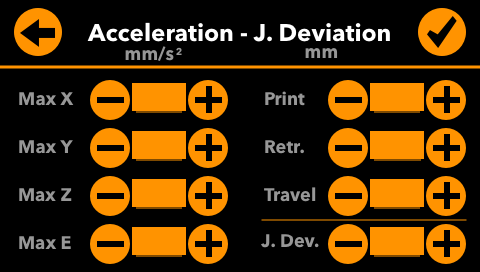 Acceleration - J. Deviation
mm/s² mm
Max X
Print
Max Y
Retr.
Max Z
Travel
Max E
J. Dev.